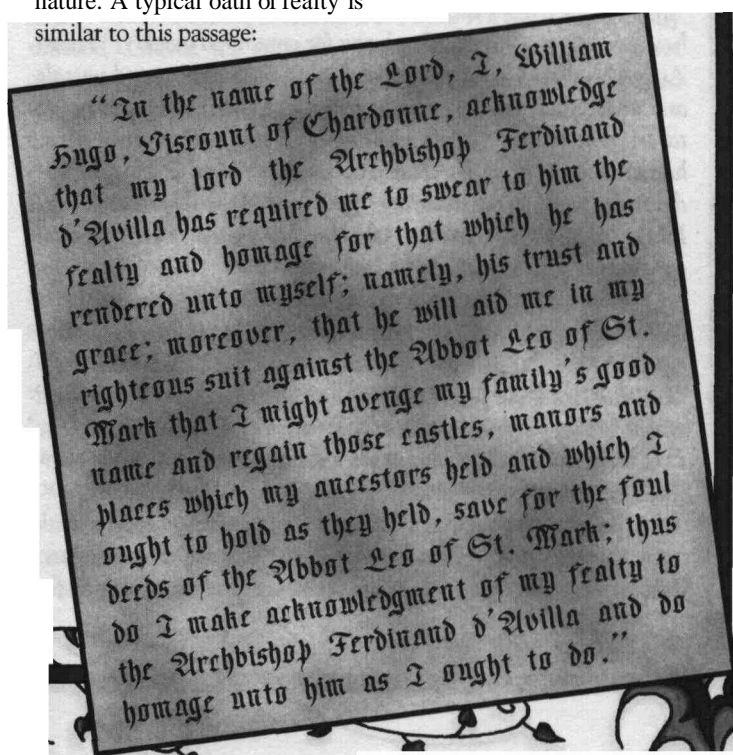 nature. A typical oath of fealty is
similar to this passage:
“In the name of the Lord, I, William
Hugo, Viscount of Chardonne, acknowledge
that my lord the Archbishop Ferdinand
d’Avilla has required me to swear to him the
fealty and homage for that which he has
rendered unto myself; namely, his trust and
grace; moreover, that he will aid me in my
righteous suit against the Abbot Leo of St.
Mark that I might avenge my family’s good
name and regain those castles, manors and
places which my ancestors held and which I
ought to hold as they held, save for the foul
deeds of the Abbot Leo of St. Mark; thus
do I make acknowledgment of my fealty to
the Archbishop Ferdinand d’Avilla and do
homage unto him as I ought to do.”